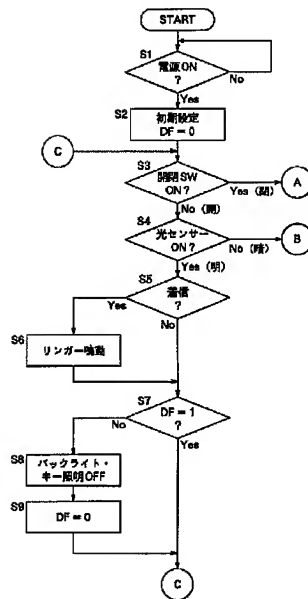 START
S1
電源ON
?
No
Yes
S2
初期設定
DF=0
C
S3
開閉SW
ON?
Yes (閉)
A
No (開)
S4
光センサー
ON?
No (暗)
B
Yes (明)
S5
着信
?
Yes
No
S6
リンガー鳴動
S7
DF=1
?
No
Yes
S8
バックライト・
キー照明OFF
S9
DF=0
C